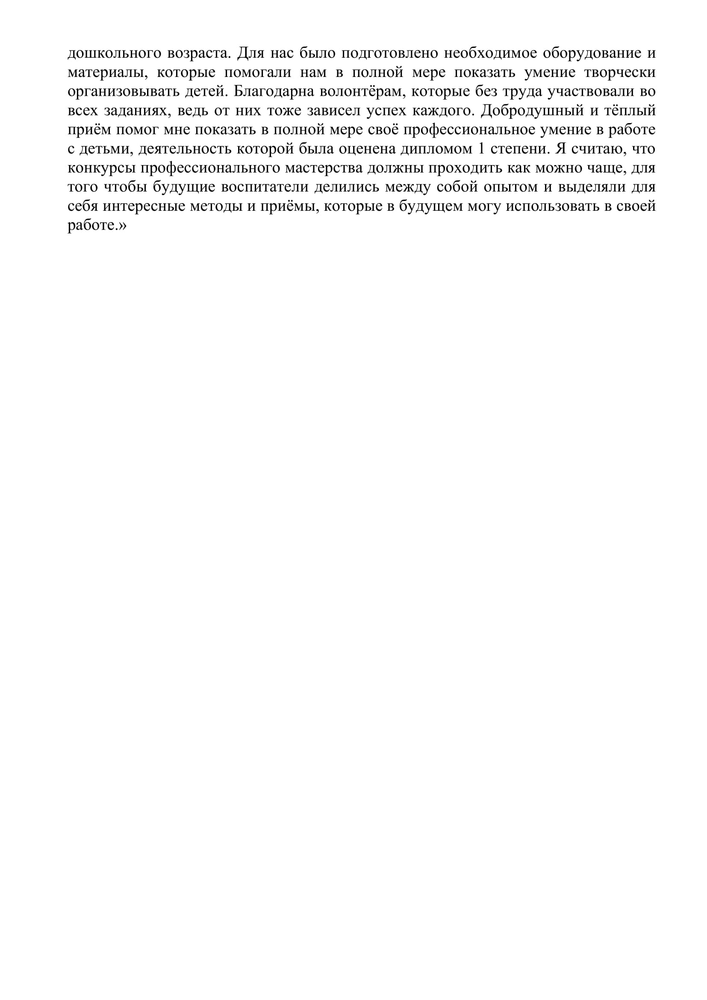 дошкольного возраста. Для нас было подготовлено необходимое оборудование и
материалы, которые помогали нам в полной мере показать умение творчески
организовывать детей. Благодарна волонтёрам, которые без труда участвовали во
всех заданиях, ведь от них тоже зависел успех каждого. Добродушный и тёплый
приём помог мне показать в полной мере своё профессиональное умение в работе
с детьми, деятельность которой была оценена дипломом 1 степени. Я считаю, что
конкурсы профессионального мастерства должны проходить как можно чаще, для
того чтобы будущие воспитатели делились между собой опытом и выделяли для
себя интересные методы и приёмы, которые в будущем могу использовать в своей
работе.»